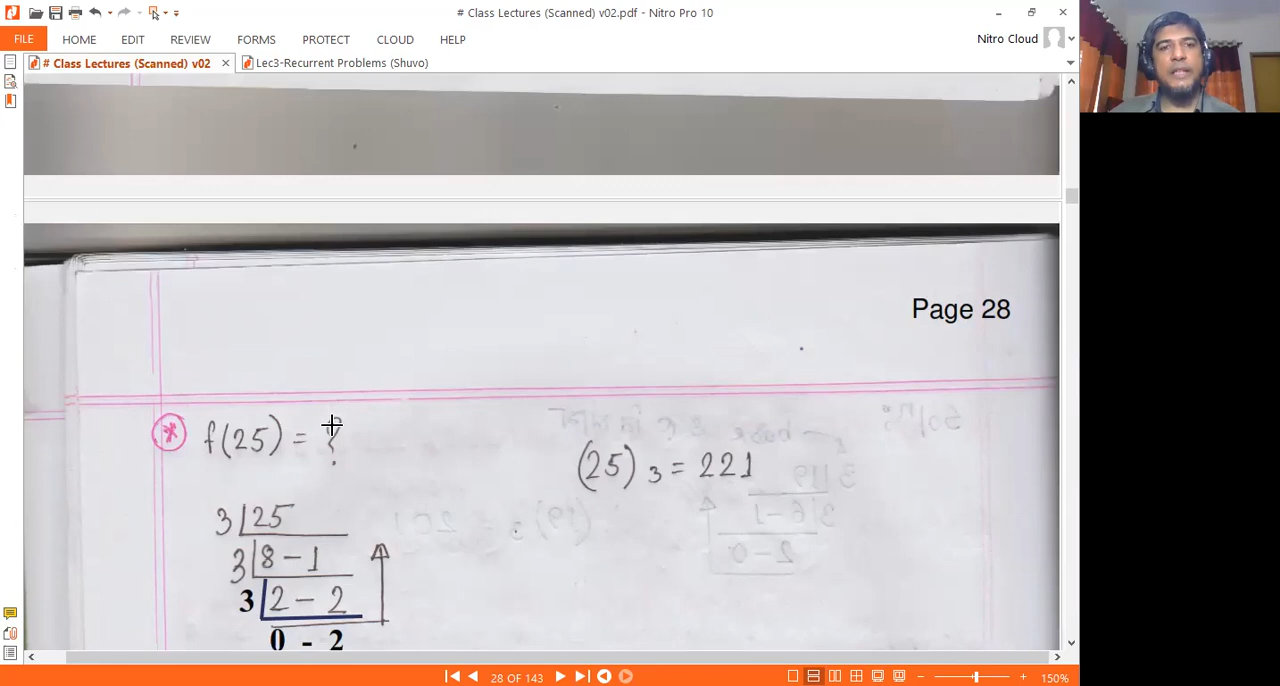 # Class Lectures (Scanned) v02.pdf - Nitro Pro 10
FILE HOME EDIT REVIEW FORMS PROTECT CLOUD HELP
Nitro Cloud
# Class Lectures (Scanned) v02 Lec3-Recurrent Problems (Shuvo)
Page 28
f(25) = ?
(25)3 = 221
3 25
3 8 - 1
3 2 - 2
0 - 2
28 OF 143
150%